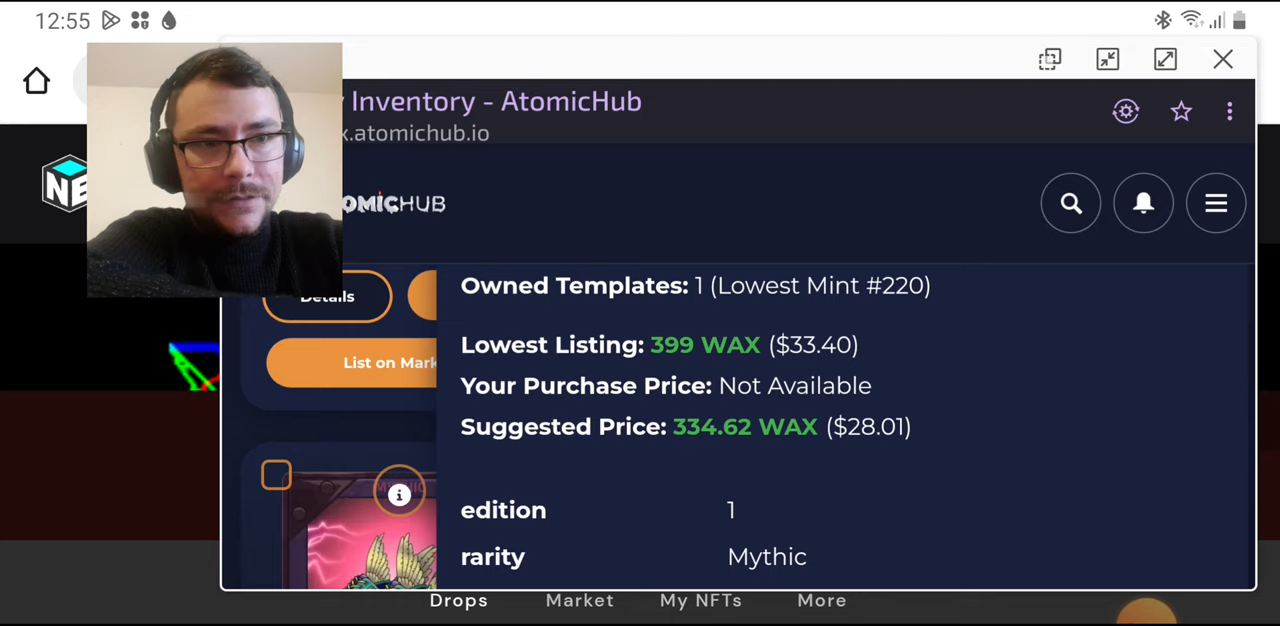 12:55
Inventory - AtomicHub
x.atomichub.io
NE
OMICHUB
Details
List on Mark
Owned Templates: 1 (Lowest Mint #220)
Lowest Listing: 399 WAX ($33.40)
Your Purchase Price: Not Available
Suggested Price: 334.62 WAX ($28.01)
MYTHIC
edition 1
rarity Mythic
Drops Market My NFTs More